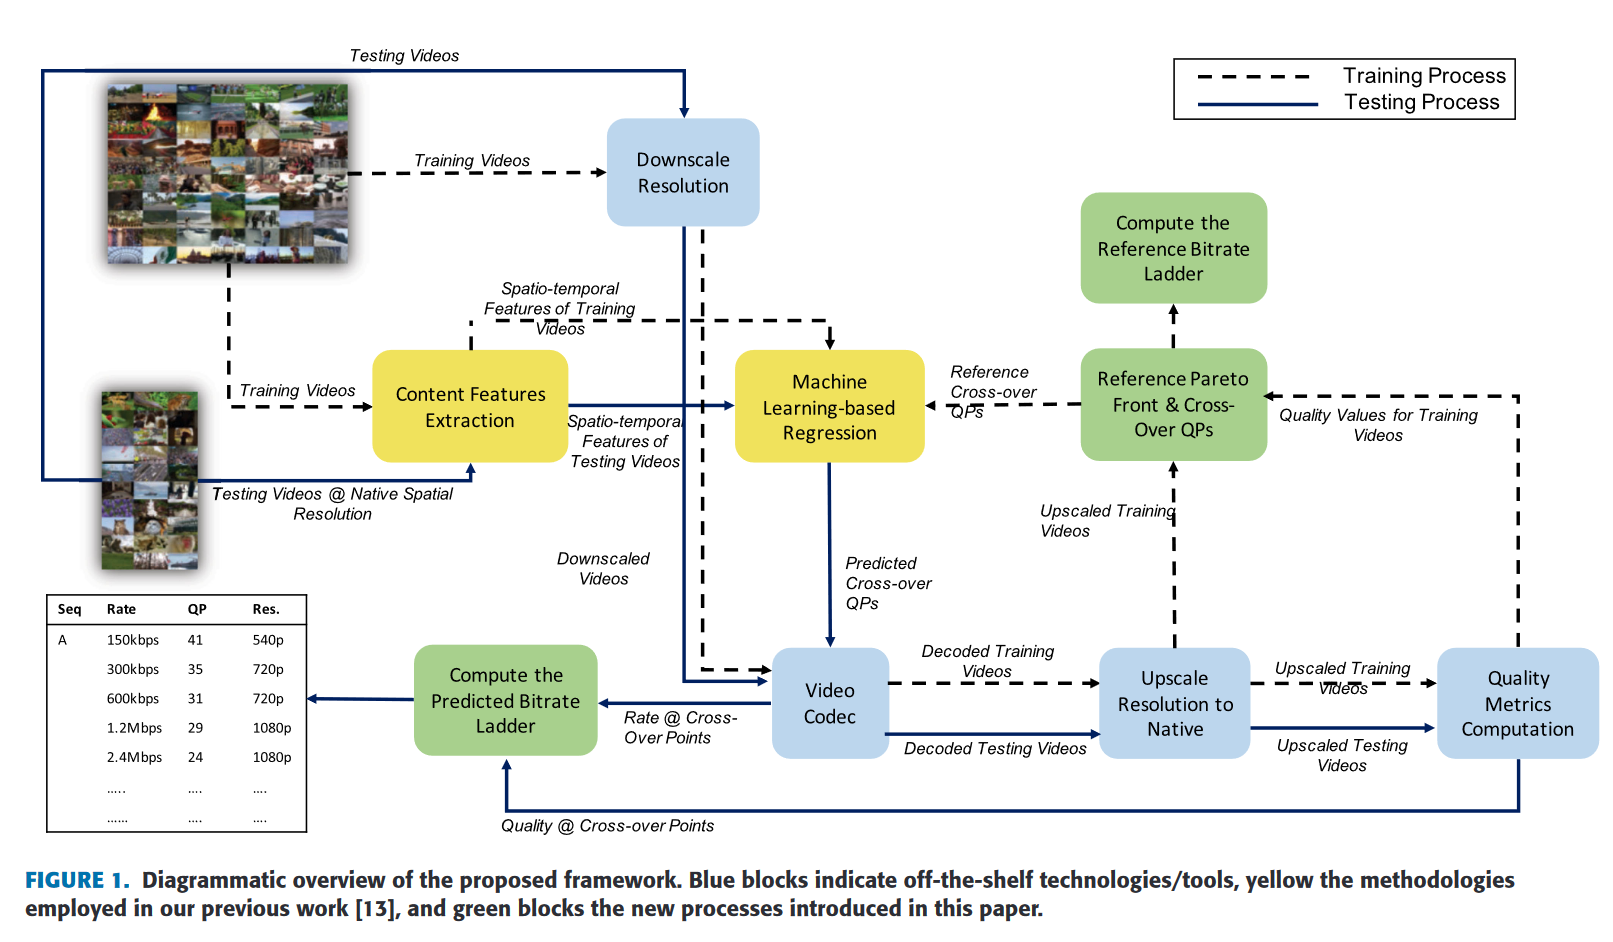 Testing Videos
Training Process
Testing Process
Training Videos
Downscale
Resolution
Compute the
Reference Bitrate
Ladder
Spatio-temporal
Features of Training
Videos
Training Videos
Content Features
Extraction
Spatio-temporal
Features of
Testing Videos
Machine
Learning-based
Regression
Reference
Cross-over
QPs
Reference Pareto
Front & Cross-
Over QPs
Quality Values for Training
Videos
Testing Videos @ Native Spatial
Resolution
Upscaled Training
Videos
Downscaled
Videos
Predicted
Cross-over
QPs
Seq Rate QP Res.
A 150kbps 41 540p
300kbps 35 720p
600kbps 31 720p
1.2Mbps 29 1080p
2.4Mbps 24 1080p
..... .... ....
...... .... ....
Compute the
Predicted Bitrate
Ladder
Rate @ Cross-
Over Points
Video
Codec
Decoded Training
Videos
Decoded Testing Videos
Upscale
Resolution to
Native
Upscaled Training
Videos
Upscaled Testing
Videos
Quality
Metrics
Computation
Quality @ Cross-over Points
FIGURE 1. Diagrammatic overview of the proposed framework. Blue blocks indicate off-the-shelf technologies/tools, yellow the methodologies
employed in our previous work [13], and green blocks the new processes introduced in this paper.